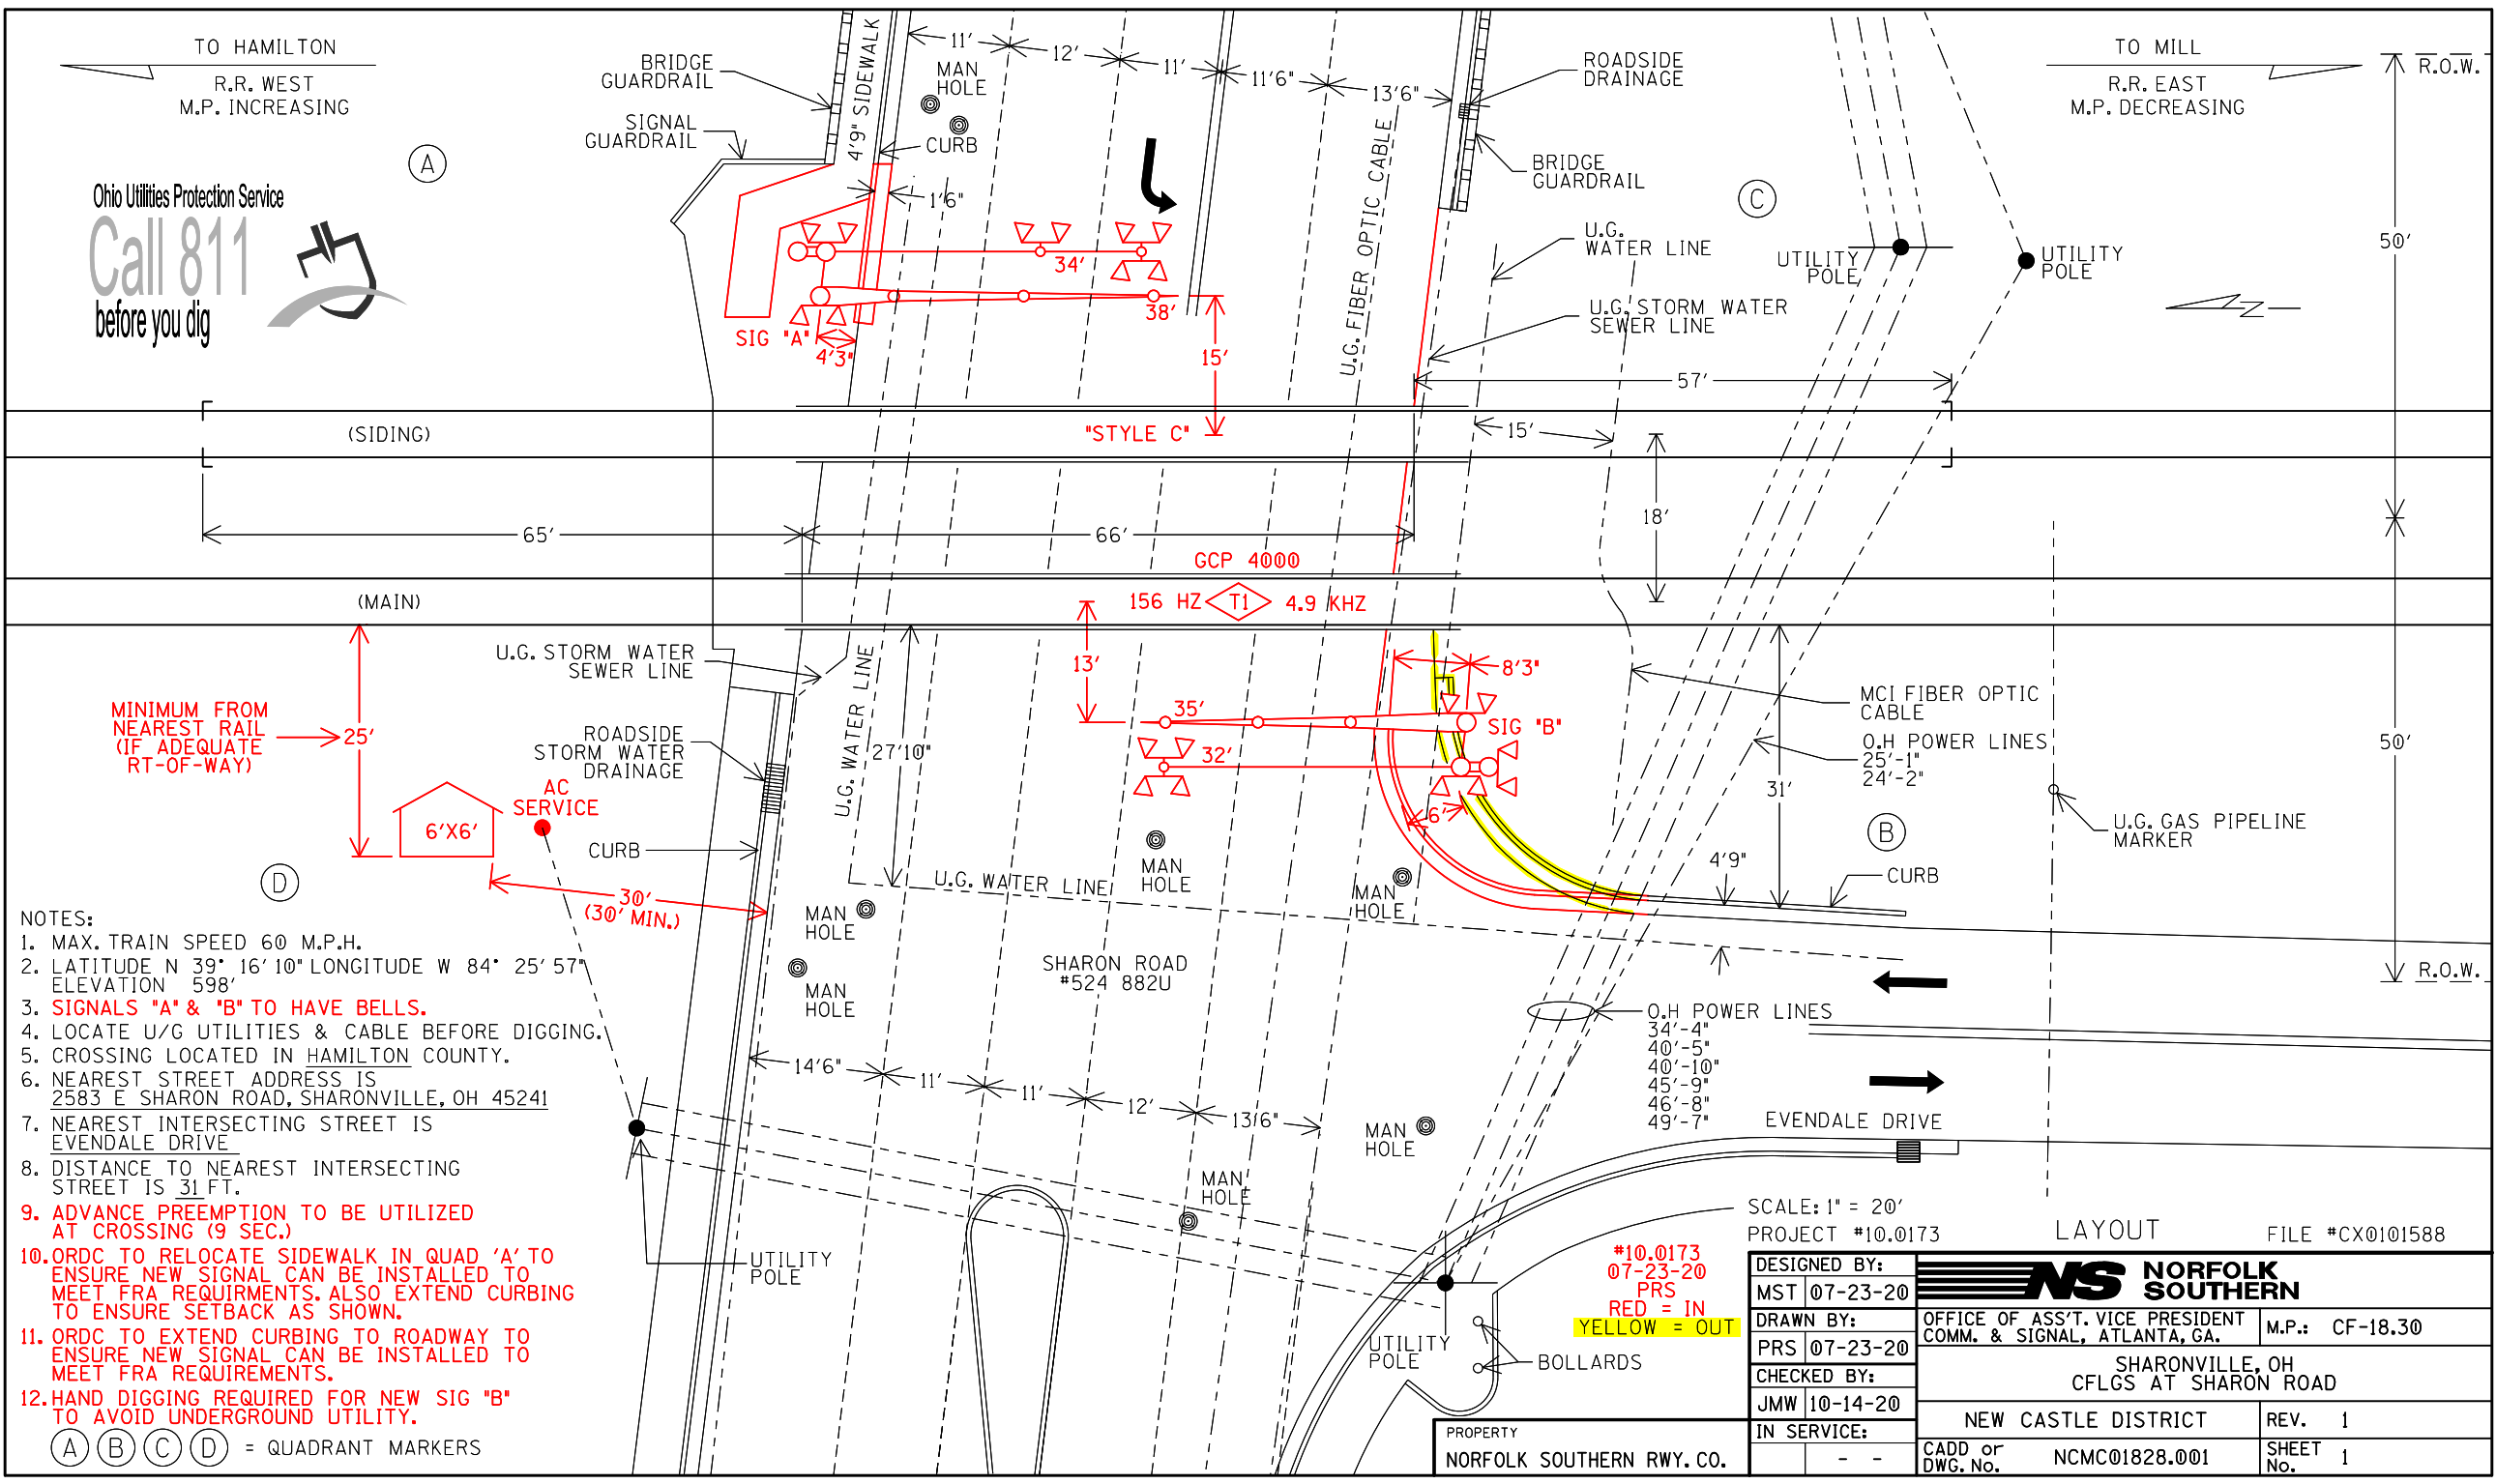 TO HAMILTON
R.R. WEST
M.P. INCREASING
A
Ohio Utilities Protection Service
Call 811
before you dig
BRIDGE
GUARDRAIL
SIGNAL
GUARDRAIL
4'9" SIDEWALK
11'
12'
11'
11'6"
13'6"
MAN
HOLE
CURB
1'6"
ROADSIDE
DRAINAGE
BRIDGE
GUARDRAIL
TO MILL
R.R. EAST
M.P. DECREASING
R.O.W.
50'
C
U.G. FIBER OPTIC CABLE
U.G.
WATER LINE
UTILITY
POLE
UTILITY
POLE
U.G. STORM WATER
SEWER LINE
N
34'
38'
SIG "A"
4'3"
15'
57'
(SIDING)
"STYLE C"
15'
18'
65'
66'
GCP 4000
(MAIN)
156 HZ
T1
4.9 KHZ
U.G. STORM WATER
SEWER LINE
13'
8'3"
MINIMUM FROM
NEAREST RAIL
(IF ADEQUATE
RT-OF-WAY)
25'
ROADSIDE
STORM WATER
DRAINAGE
U.G. WATER LINE
27'10"
35'
SIG "B"
32'
MCI FIBER OPTIC
CABLE
O.H POWER LINES
25'-1"
24'-2"
31'
50'
AC
SERVICE
6'X6'
CURB
6'
B
U.G. GAS PIPELINE
MARKER
4'9"
CURB
D
30'
(30' MIN.)
U.G. WATER LINE
MAN
HOLE
MAN
HOLE
MAN
HOLE
MAN
HOLE
SHARON ROAD
#524 882U
R.O.W.
O.H POWER LINES
34'-4"
40'-5"
40'-10"
45'-9"
46'-8"
49'-7"
14'6"
11'
11'
12'
13'6"
MAN
HOLE
MAN
HOLE
EVENDALE DRIVE
UTILITY
POLE
UTILITY
POLE
BOLLARDS
NOTES:
1. MAX. TRAIN SPEED 60 M.P.H.
2. LATITUDE N 39° 16' 10" LONGITUDE W 84° 25' 57"
ELEVATION 598'
3. SIGNALS "A" & "B" TO HAVE BELLS.
4. LOCATE U/G UTILITIES & CABLE BEFORE DIGGING.
5. CROSSING LOCATED IN HAMILTON COUNTY.
6. NEAREST STREET ADDRESS IS
2583 E SHARON ROAD, SHARONVILLE, OH 45241
7. NEAREST INTERSECTING STREET IS
EVENDALE DRIVE
8. DISTANCE TO NEAREST INTERSECTING
STREET IS 31 FT.
9. ADVANCE PREEMPTION TO BE UTILIZED
AT CROSSING (9 SEC.)
10. ORDC TO RELOCATE SIDEWALK IN QUAD 'A' TO
ENSURE NEW SIGNAL CAN BE INSTALLED TO
MEET FRA REQUIRMENTS. ALSO EXTEND CURBING
TO ENSURE SETBACK AS SHOWN.
11. ORDC TO EXTEND CURBING TO ROADWAY TO
ENSURE NEW SIGNAL CAN BE INSTALLED TO
MEET FRA REQUIREMENTS.
12. HAND DIGGING REQUIRED FOR NEW SIG "B"
TO AVOID UNDERGROUND UTILITY.
A B C D = QUADRANT MARKERS
#10.0173
07-23-20
PRS
RED = IN
YELLOW = OUT
SCALE: 1" = 20'
PROJECT #10.0173
LAYOUT
FILE #CX0101588
DESIGNED BY:
MST 07-23-20
DRAWN BY:
PRS 07-23-20
CHECKED BY:
JMW 10-14-20
IN SERVICE:
- -
NS NORFOLK
SOUTHERN
OFFICE OF ASS'T. VICE PRESIDENT
COMM. & SIGNAL, ATLANTA, GA.
M.P.: CF-18.30
SHARONVILLE, OH
CFLGS AT SHARON ROAD
NEW CASTLE DISTRICT
REV. 1
CADD or
DWG. No.
NCMC01828.001
SHEET
No. 1
PROPERTY
NORFOLK SOUTHERN RWY. CO.